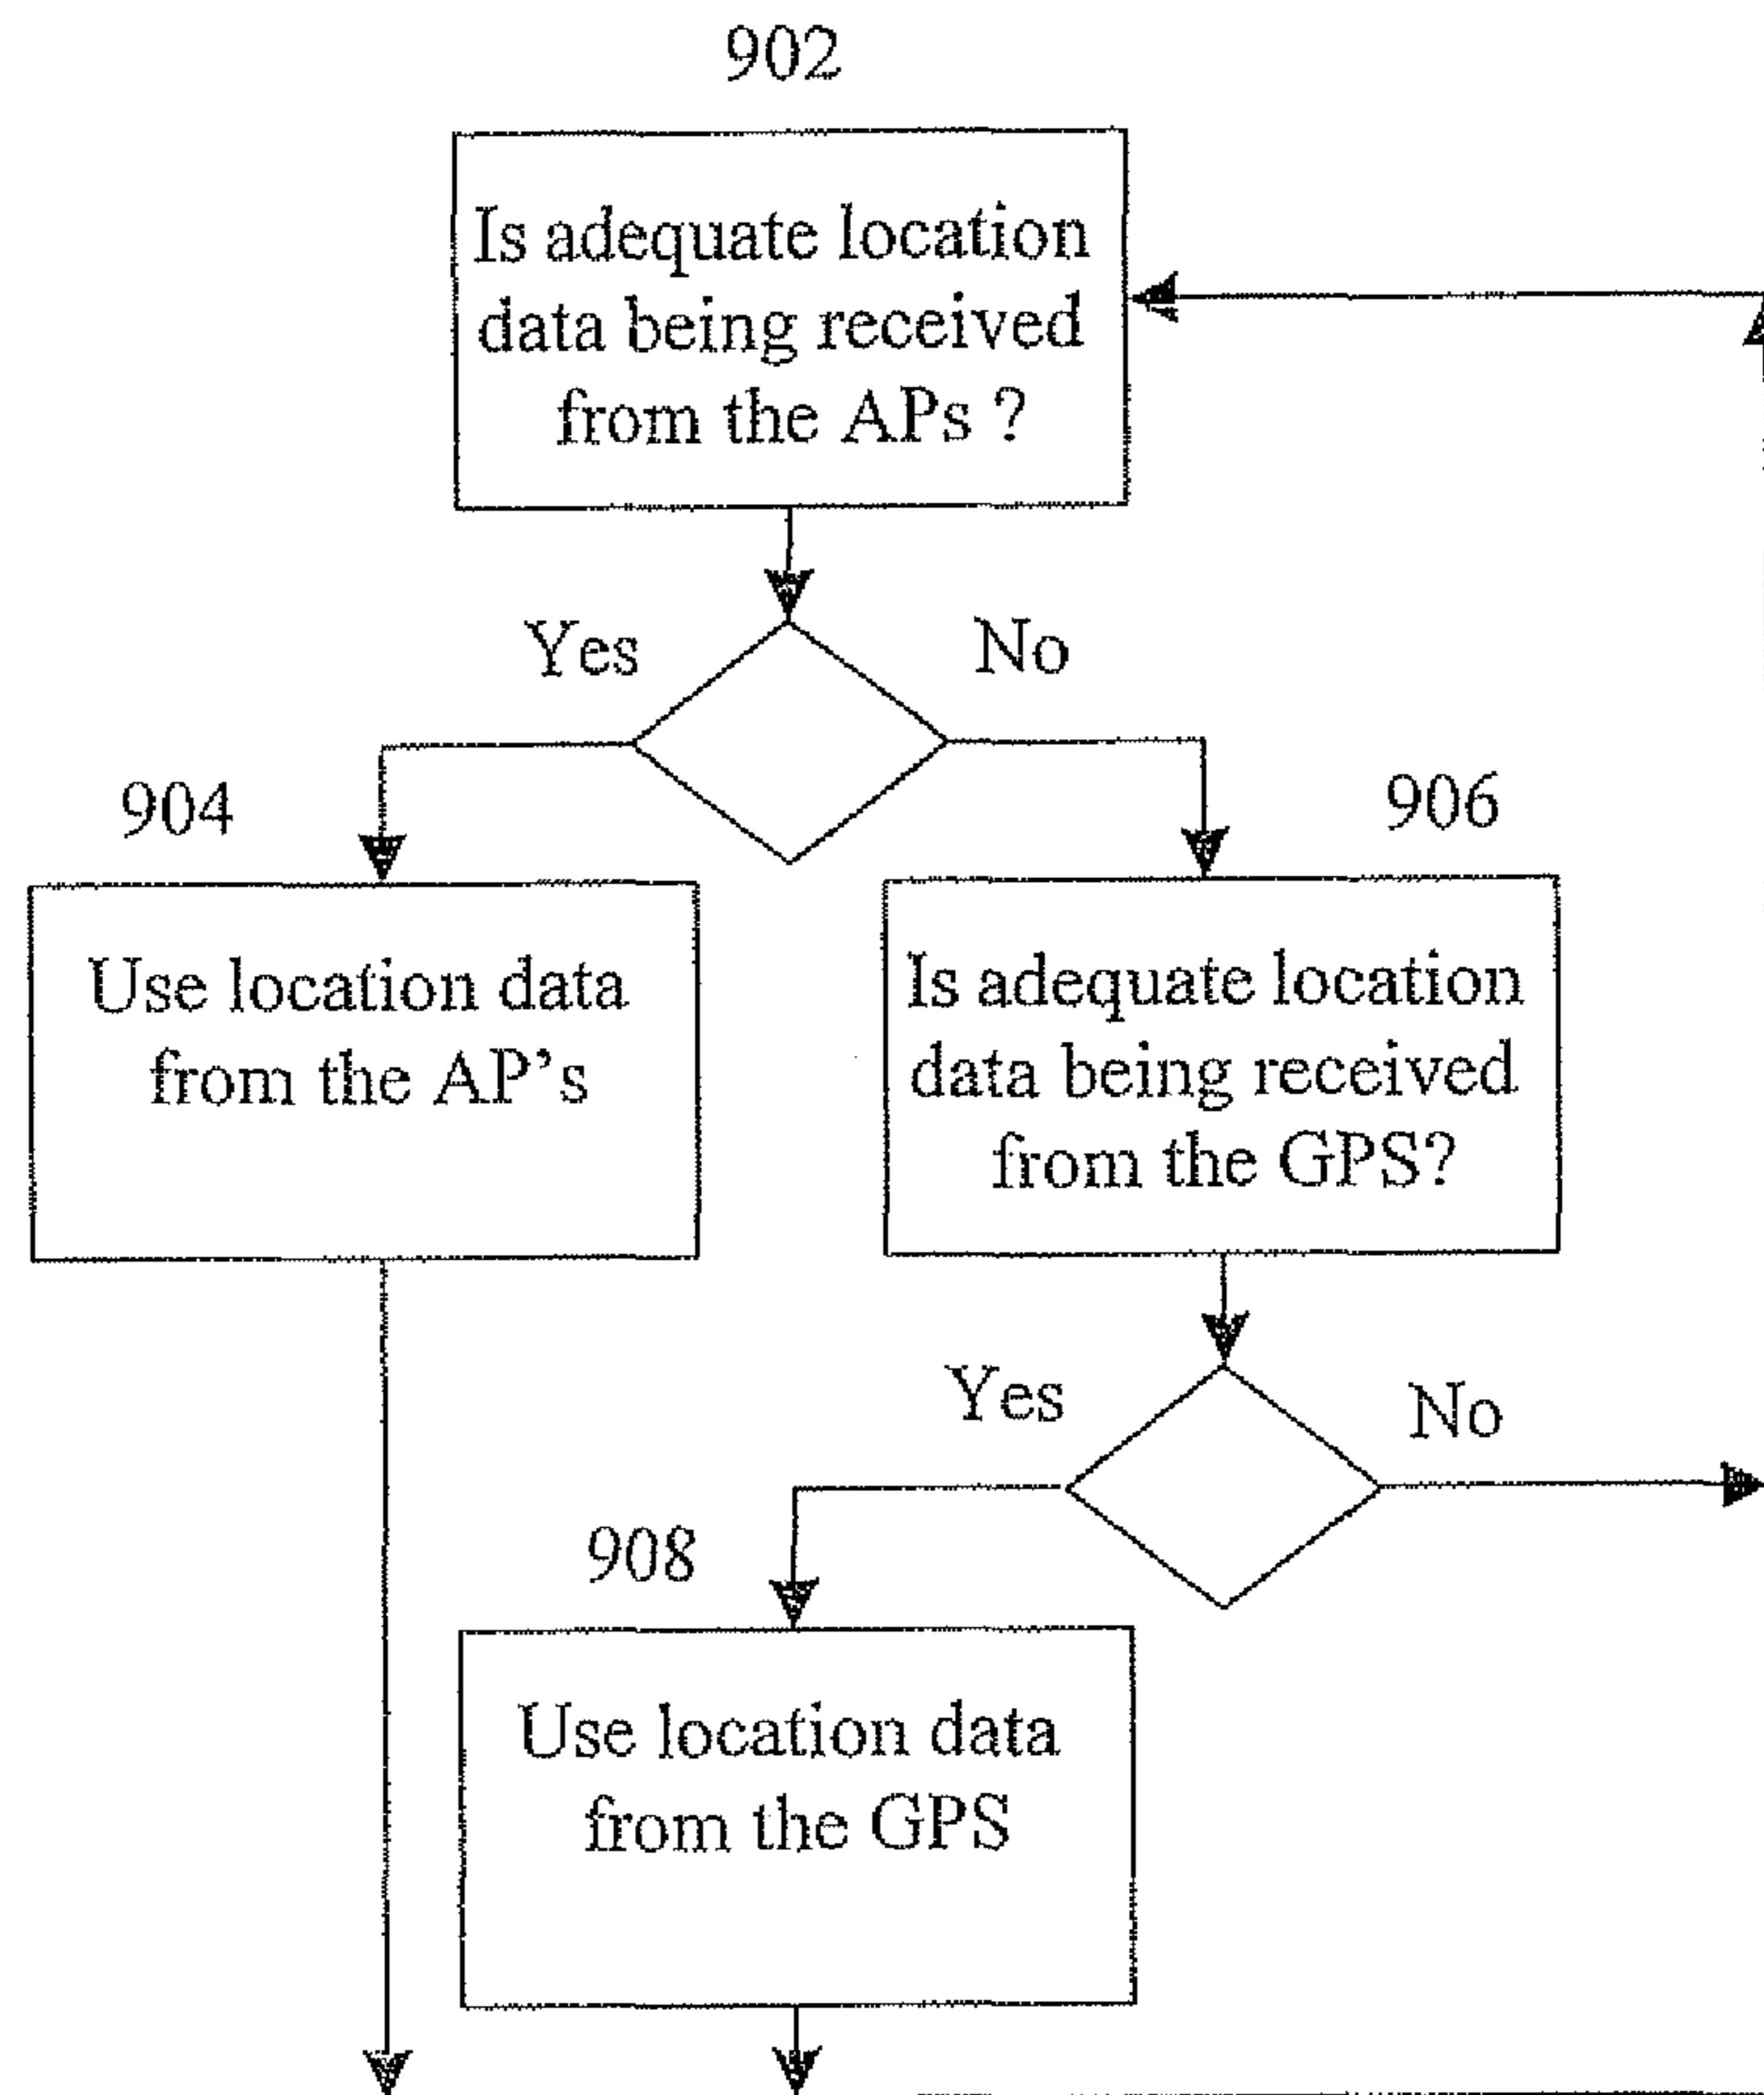 902
Is adequate location
data being received
from the APs ?
Yes
No
904
906
Use location data
from the AP's
Is adequate location
data being received
from the GPS?
Yes
No
908
Use location data
from the GPS